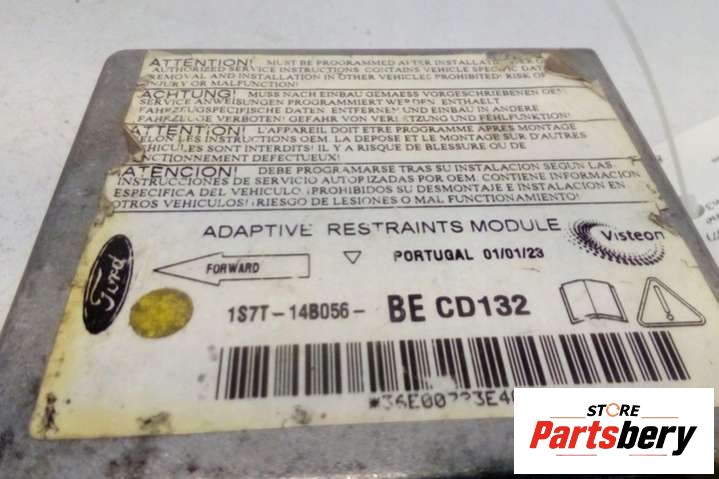 ATTENTION! MUST BE PROGRAMMED AFTER INSTALLATION PER O
AUTHORIZED SERVICE INSTRUCTIONS. CONTAINS VEHICLE SPECIFIC DAT
REMOVAL AND INSTALLATION IN OTHER VEHICLES PROHIBITED! RISK OF
INJURY OR MALFUNCTION!
ACHTUNG! MUSS NACH EINBAU GEMAESS VORGESCHRIEBENEN OEM
SERVICE ANWEISUNGEN PROGRAMMIERT WERDEN. ENTHAELT
FAHRZEUGSPEZIFISCHE DATEN. ENTFERNEN UND EINBAU IN ANDERE
FAHRZEUGE VERBOTEN! GEFAHR VON VERLETZUNG UND FEHLFUNKTION!
ATTENTION! L'APPAREIL DOIT ETRE PROGRAMME APRES MONTAGE
SELON LES INSTRUCTIONS OEM. LA DEPOSE ET LE MONTAGE SUR D'AUTRES
VEHICULES SONT INTERDITS! IL Y A RISQUE DE BLESSURE OU DE
FONCTIONNEMENT DEFECTUEUX!
ATENCION! DEBE PROGRAMARSE TRAS SU INSTALACION SEGUN LAS
INSTRUCCIONES DE SERVICIO AUTORIZADAS POR OEM. CONTIENE INFORMACION
ESPECIFICA DEL VEHICULO. ¡PROHIBIDOS SU DESMONTAJE E INSTALACION
EN OTROS VEHICULOS! ¡RIESGO DE LESIONES O MAL FUNCIONAMIENTO!
ADAPTIVE RESTRAINTS MODULE
Visteon
Ford
FORWARD
PORTUGAL 01/01/23
1S7T-14B056- BE CD132
STORE
Partsbery